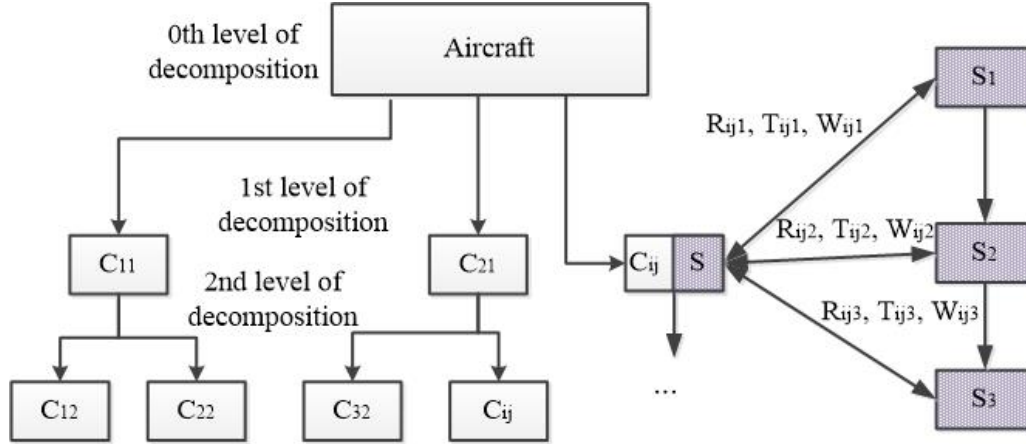 0th level of
decomposition
Aircraft
S1
Rij1, Tij1, Wij1
1st level of
decomposition
Rij2, Tij2, Wij2
C11
C21
Cij
S
S2
2nd level of
decomposition
Rij3, Tij3, Wij3
...
C12
C22
C32
Cij
S3